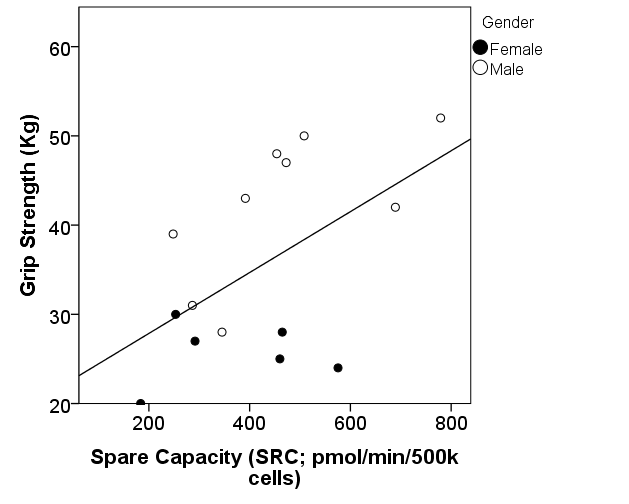 Gender
Female
Male
60
50
40
30
20
Grip Strength (Kg)
200 400 600 800
Spare Capacity (SRC; pmol/min/500k
cells)